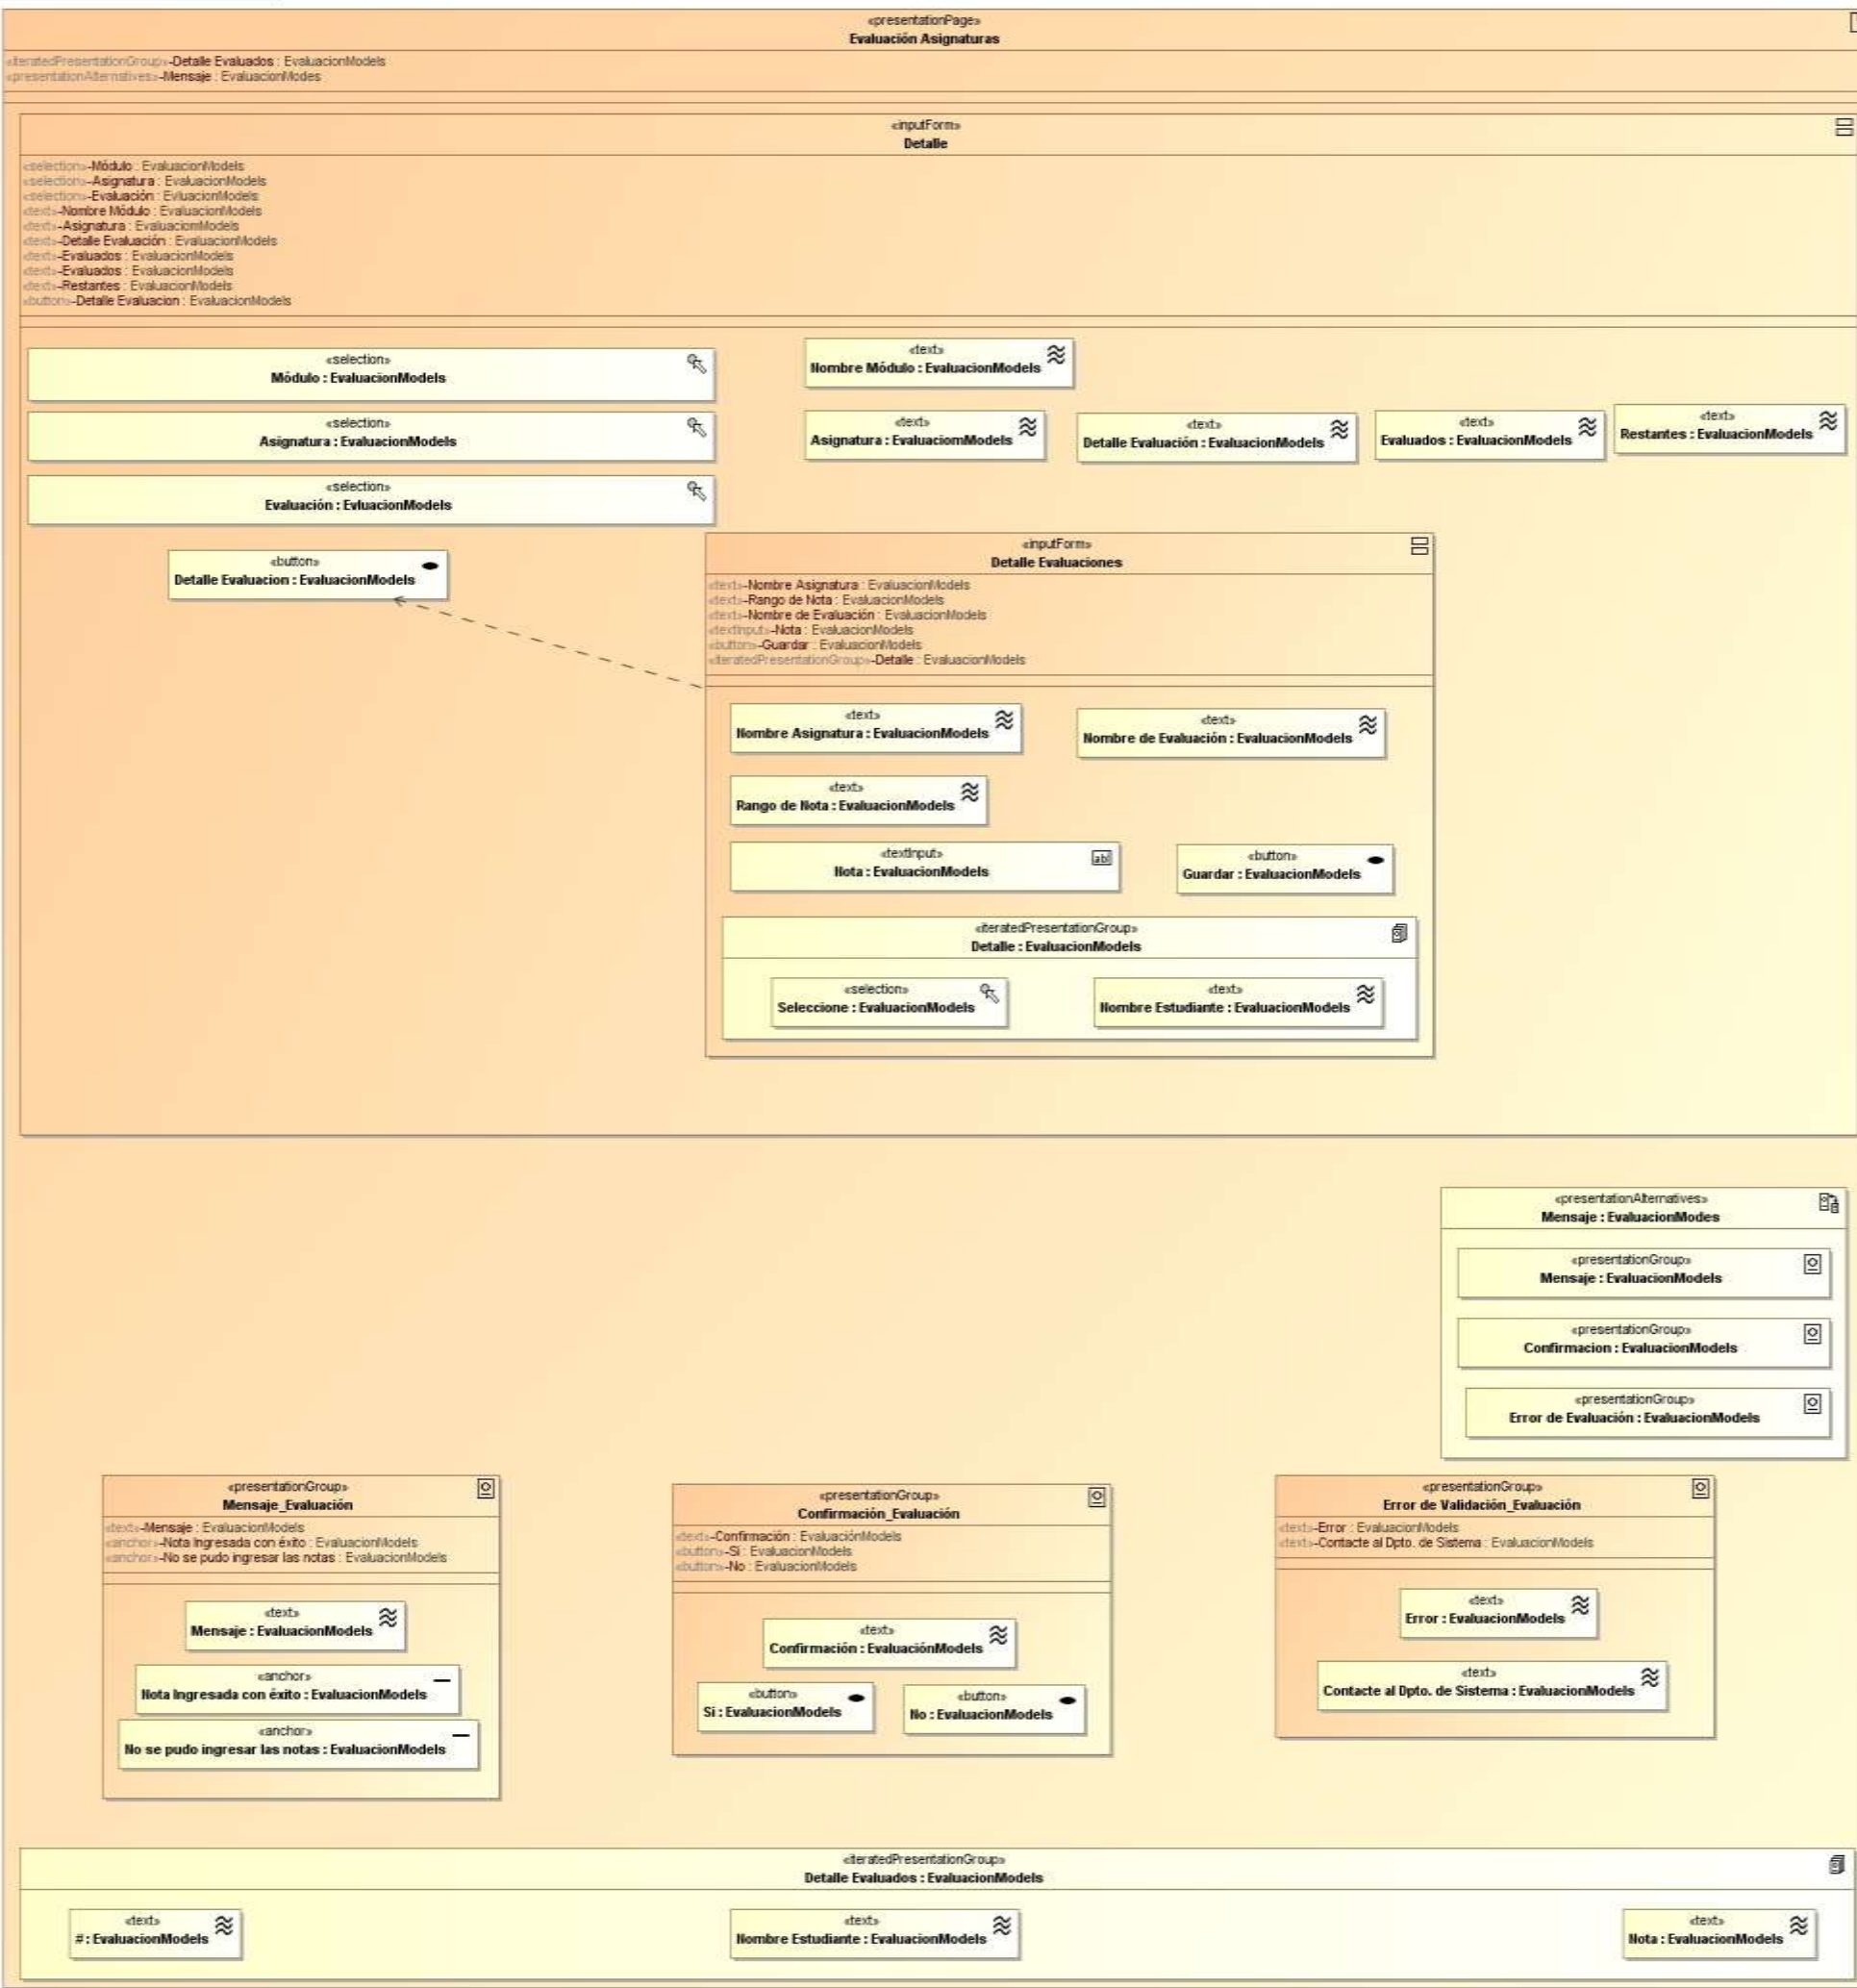 «presentationPage»
Evaluación Asignaturas
«iteratedPresentationGroup»-Detalle Evaluados : EvaluacionModels
«presentationAlternatives»-Mensaje : EvaluacionModes
«inputForm»
Detalle
«selection»-Módulo : EvaluacionModels
«selection»-Asignatura : EvaluacionModels
«selection»-Evaluación : EvluacionModels
«text»-Nombre Módulo : EvaluacionModels
«text»-Asignatura : EvaluaciomModels
«text»-Detalle Evaluación : EvaluacionModels
«text»-Evaluados : EvaluacionModels
«text»-Evaluados : EvaluacionModels
«text»-Restantes : EvaluacionModels
«button»-Detalle Evaluacion : EvaluacionModels
«selection»
Módulo : EvaluacionModels
«text»
Nombre Módulo : EvaluacionModels
«selection»
Asignatura : EvaluacionModels
«text»
Asignatura : EvaluaciomModels
«text»
Detalle Evaluación : EvaluacionModels
«text»
Evaluados : EvaluacionModels
«text»
Restantes : EvaluacionModels
«selection»
Evaluación : EvluacionModels
«button»
Detalle Evaluacion : EvaluacionModels
«inputForm»
Detalle Evaluaciones
«text»-Nombre Asignatura : EvaluacionModels
«text»-Rango de Nota : EvaluacionModels
«text»-Nombre de Evaluación : EvaluacionModels
«textInput»-Nota : EvaluacionModels
«button»-Guardar : EvaluacionModels
«iteratedPresentationGroup»-Detalle : EvaluacionModels
«text»
Nombre Asignatura : EvaluacionModels
«text»
Nombre de Evaluación : EvaluacionModels
«text»
Rango de Nota : EvaluacionModels
«textInput»
Nota : EvaluacionModels
abl
«button»
Guardar : EvaluacionModels
«iteratedPresentationGroup»
Detalle : EvaluacionModels
«selection»
Seleccione : EvaluacionModels
«text»
Nombre Estudiante : EvaluacionModels
«presentationAlternatives»
Mensaje : EvaluacionModes
«presentationGroup»
Mensaje : EvaluacionModels
«presentationGroup»
Confirmacion : EvaluacionModels
«presentationGroup»
Error de Evaluación : EvaluacionModels
«presentationGroup»
Mensaje_Evaluación
«text»-Mensaje : EvaluacionModels
«anchor»-Nota Ingresada con éxito : EvaluacionModels
«anchor»-No se pudo ingresar las notas : EvaluacionModels
«text»
Mensaje : EvaluacionModels
«anchor»
Nota Ingresada con éxito : EvaluacionModels
«anchor»
No se pudo ingresar las notas : EvaluacionModels
«presentationGroup»
Confirmación_Evaluación
«text»-Confirmación : EvaluaciónModels
«button»-Si : EvaluacionModels
«button»-No : EvaluacionModels
«text»
Confirmación : EvaluaciónModels
«button»
Si : EvaluacionModels
«button»
No : EvaluacionModels
«presentationGroup»
Error de Validación_Evaluación
«text»-Error : EvaluacionModels
«text»-Contacte al Dpto. de Sistema : EvaluacionModels
«text»
Error : EvaluacionModels
«text»
Contacte al Dpto. de Sistema : EvaluacionModels
«iteratedPresentationGroup»
Detalle Evaluados : EvaluacionModels
«text»
# : EvaluacionModels
«text»
Nombre Estudiante : EvaluacionModels
«text»
Nota : EvaluacionModels